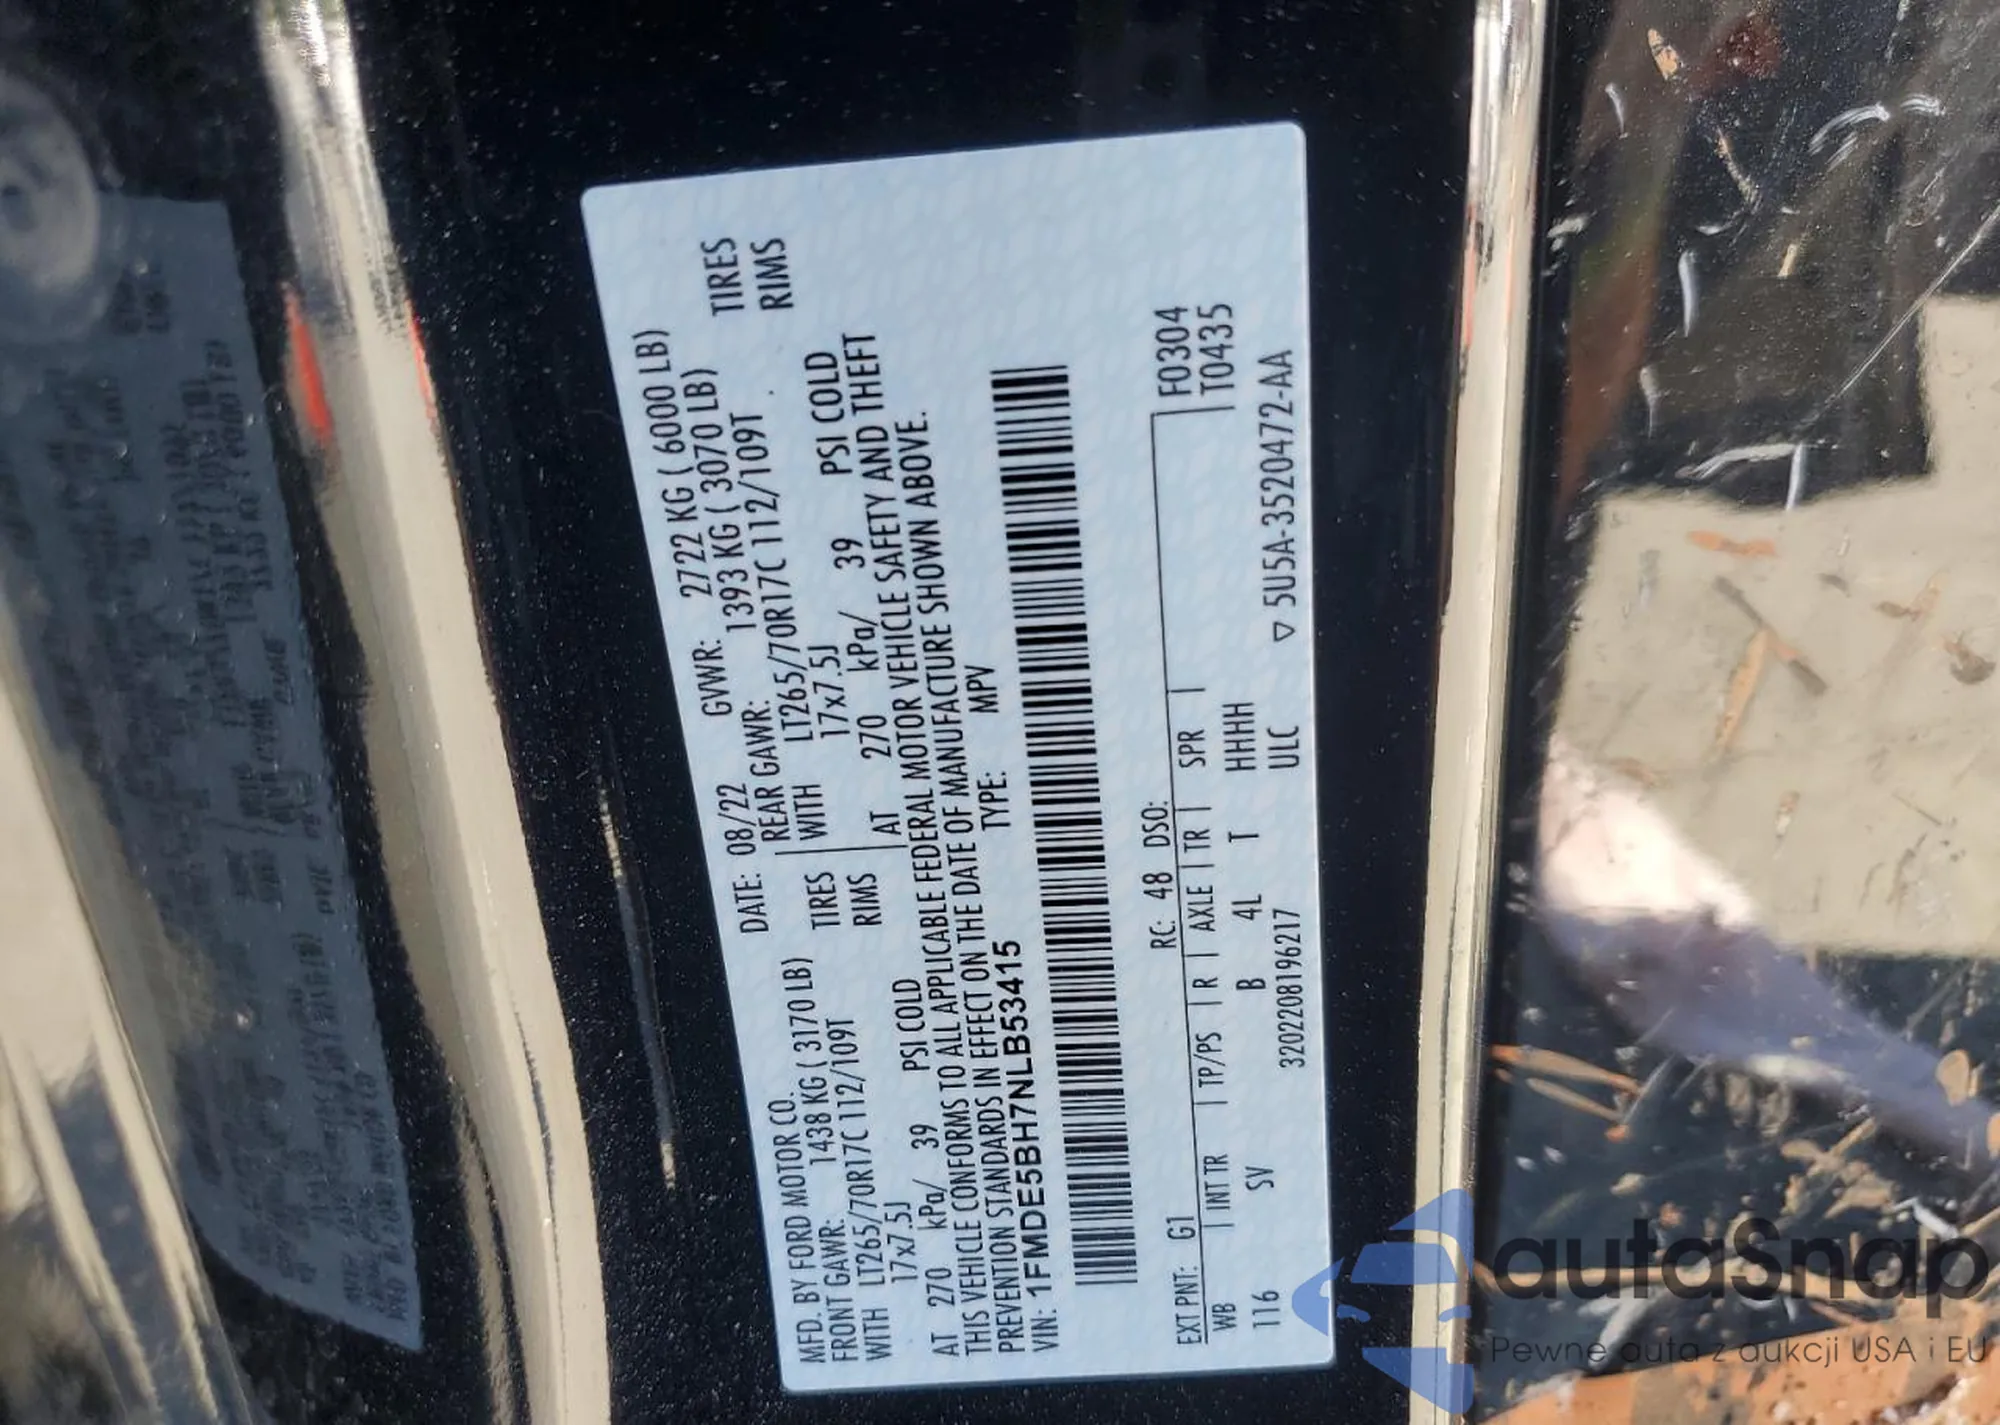 MFD. BY FORD MOTOR CO.
DATE: 08/22 GVWR: 2722 KG ( 6000 LB)
FRONT GAWR: 1438 KG ( 3170 LB) REAR GAWR: 1393 KG ( 3070 LB)
WITH LT265/70R17C 112/109T TIRES WITH LT265/70R17C 112/109T TIRES
17x7.5J RIMS 17x7.5J RIMS
AT 270 kPa/ 39 PSI COLD AT 270 kPa/ 39 PSI COLD
THIS VEHICLE CONFORMS TO ALL APPLICABLE FEDERAL MOTOR VEHICLE SAFETY AND THEFT
PREVENTION STANDARDS IN EFFECT ON THE DATE OF MANUFACTURE SHOWN ABOVE.
VIN: 1FMDE5BH7NLB53415 TYPE: MPV
EXT PNT: G1 RC: 48 DSO: F0304
WB INT TR TP/PS R AXLE TR SPR T0435
116 SV B 4L T HHHH
ULC
3202208196217 ▽ 5U5A-3520472-AA
autaSnap
Pewne auta z aukcji USA i EU